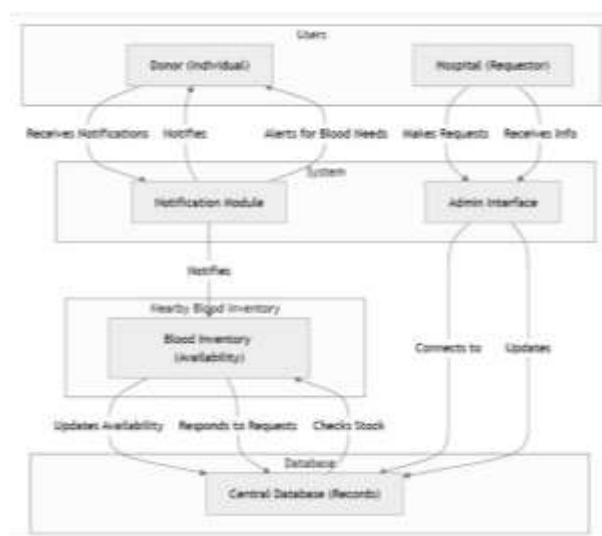 Users
Donor (Individual)
Hospital (Requestor)
Receives Notifications
Notifies
Alerts for Blood Needs
Makes Requests
Receives Info
System
Notification Module
Admin Interface
Notifies
Nearby Blood Inventory
Blood Inventory
(Availability)
Connects to
Updates
Updates Availability
Responds to Requests
Checks Stock
Database
Central Database (Records)